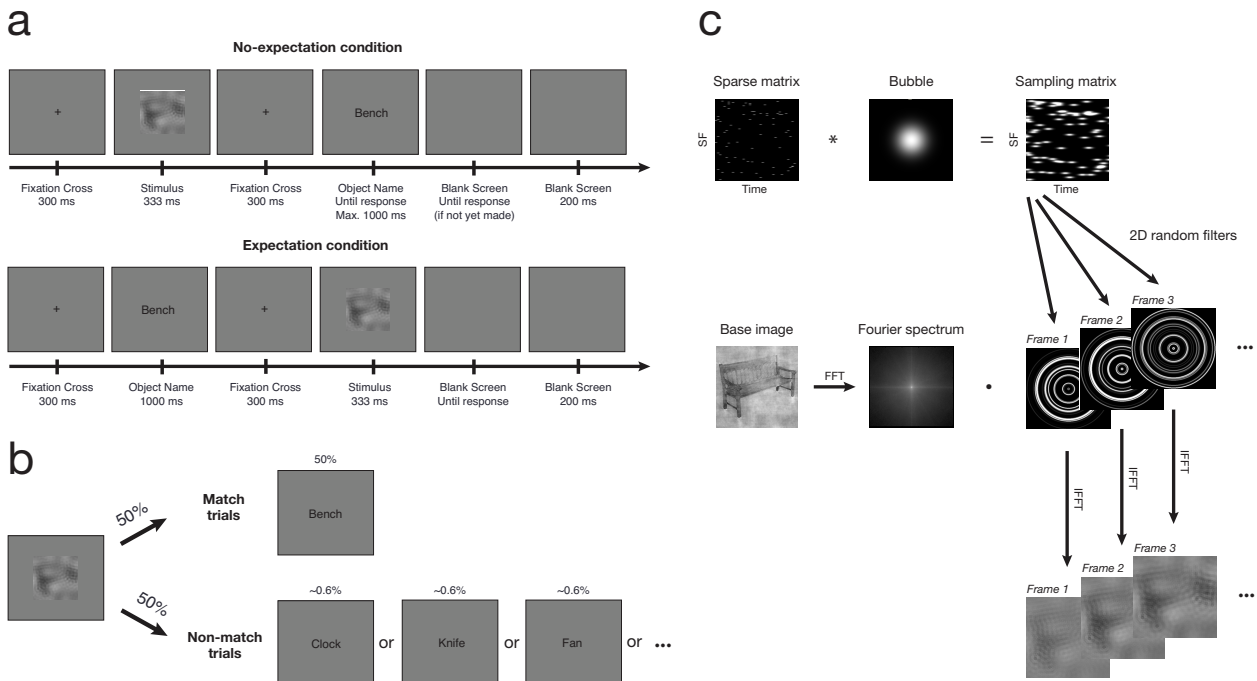 a
No-expectation condition
+
+
Bench
Fixation Cross
300 ms
Stimulus
333 ms
Fixation Cross
300 ms
Object Name
Until response
Max. 1000 ms
Blank Screen
Until response
(if not yet made)
Blank Screen
200 ms
Expectation condition
+
Bench
+
Fixation Cross
300 ms
Object Name
1000 ms
Fixation Cross
300 ms
Stimulus
333 ms
Blank Screen
Until response
Blank Screen
200 ms
b
50%
Match
trials
50%
Bench
50%
Non-match
trials
~0.6%
Clock
or
~0.6%
Knife
or
~0.6%
Fan
or ...
c
Sparse matrix
SF
Time
*
Bubble
=
Sampling matrix
SF
Time
2D random filters
Base image
FFT
Fourier spectrum
•
Frame 1
Frame 2
Frame 3
...
IFFT
IFFT
IFFT
Frame 1
Frame 2
Frame 3
...